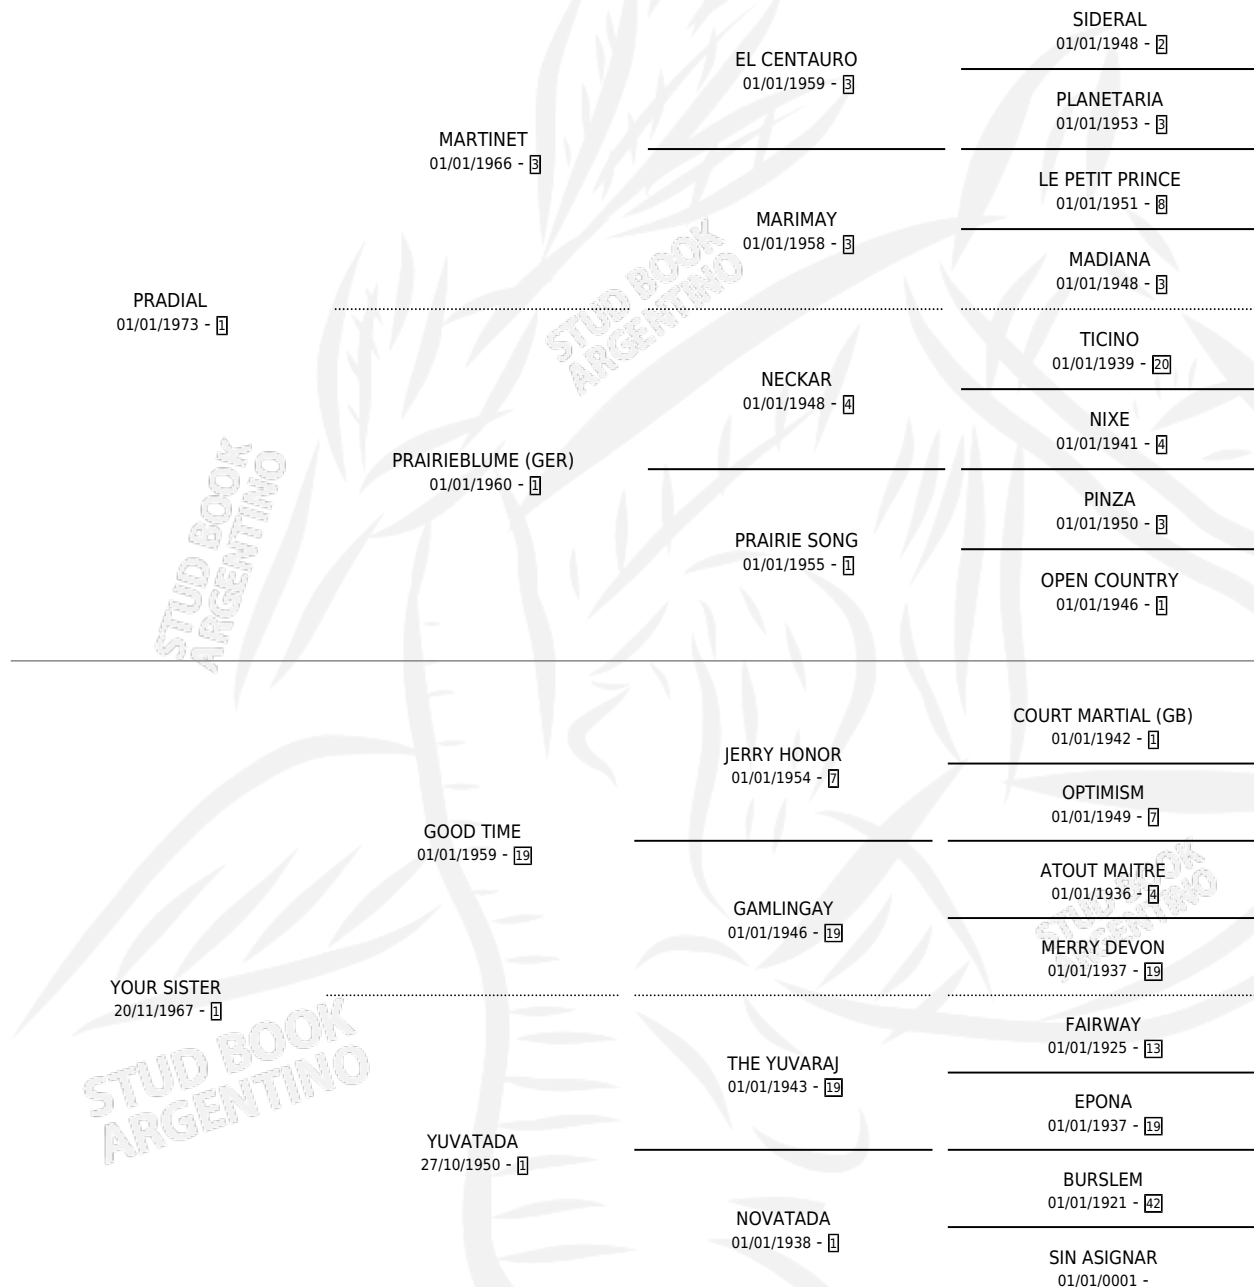 SIDERAL
01/01/1948 - 2
EL CENTAURO
01/01/1959 - 3
PLANETARIA
01/01/1953 - 3
MARTINET
01/01/1966 - 3
LE PETIT PRINCE
01/01/1951 - 8
MARIMAY
01/01/1958 - 3
MADIANA
01/01/1948 - 3
PRADIAL
01/01/1973 - 1
TICINO
01/01/1939 - 20
NECKAR
01/01/1948 - 4
NIXE
01/01/1941 - 4
PRAIRIEBLUME (GER)
01/01/1960 - 1
PINZA
01/01/1950 - 3
PRAIRIE SONG
01/01/1955 - 1
OPEN COUNTRY
01/01/1946 - 1
STUD BOOK
ARGENTINO
STUD BOOK
ARGENTINO
COURT MARTIAL (GB)
01/01/1942 - 1
JERRY HONOR
01/01/1954 - 7
OPTIMISM
01/01/1949 - 7
GOOD TIME
01/01/1959 - 19
ATOUT MAITRE
01/01/1936 - 4
GAMLINGAY
01/01/1946 - 19
MERRY DEVON
01/01/1937 - 19
STUD BOOK
ARGENTINO
YOUR SISTER
20/11/1967 - 1
FAIRWAY
01/01/1925 - 13
THE YUVARAJ
01/01/1943 - 19
EPONA
01/01/1937 - 19
YUVATADA
27/10/1950 - 1
BURSLEM
01/01/1921 - 42
NOVATADA
01/01/1938 - 1
SIN ASIGNAR
01/01/0001 -
STUD BOOK
ARGENTINO